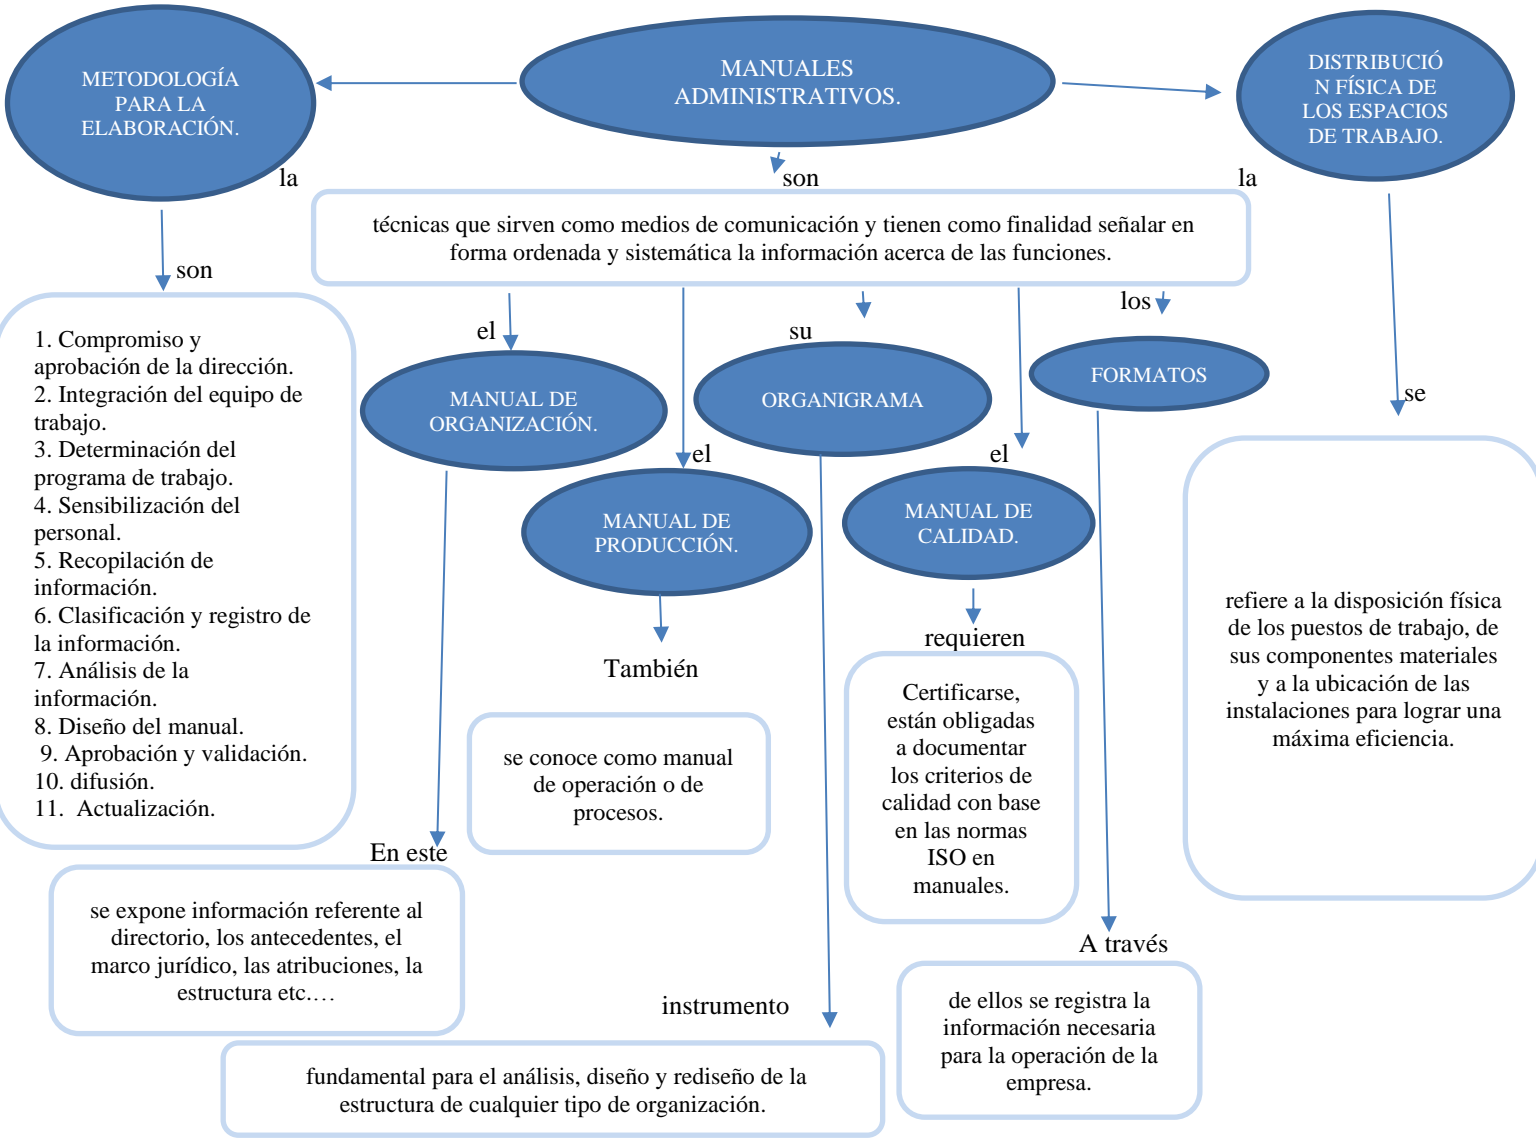 MANUALES
ADMINISTRATIVOS.
METODOLOGÍA
PARA LA
ELABORACIÓN.
DISTRIBUCIÓ
N FÍSICA DE
LOS ESPACIOS
DE TRABAJO.
la
son
la
técnicas que sirven como medios de comunicación y tienen como finalidad señalar en
forma ordenada y sistemática la información acerca de las funciones.
son
1. Compromiso y
aprobación de la dirección.
2. Integración del equipo de
trabajo.
3. Determinación del
programa de trabajo.
4. Sensibilización del
personal.
5. Recopilación de
información.
6. Clasificación y registro de
la información.
7. Análisis de la
información.
8. Diseño del manual.
9. Aprobación y validación.
10. difusión.
11. Actualización.
el
MANUAL DE
ORGANIZACIÓN.
En este
se expone información referente al
directorio, los antecedentes, el
marco jurídico, las atribuciones, la
estructura etc.…
el
MANUAL DE
PRODUCCIÓN.
También
se conoce como manual
de operación o de
procesos.
su
ORGANIGRAMA
instrumento
fundamental para el análisis, diseño y rediseño de la
estructura de cualquier tipo de organización.
el
MANUAL DE
CALIDAD.
requieren
Certificarse,
están obligadas
a documentar
los criterios de
calidad con base
en las normas
ISO en
manuales.
los
FORMATOS
A través
de ellos se registra la
información necesaria
para la operación de la
empresa.
se
refiere a la disposición física
de los puestos de trabajo, de
sus componentes materiales
y a la ubicación de las
instalaciones para lograr una
máxima eficiencia.